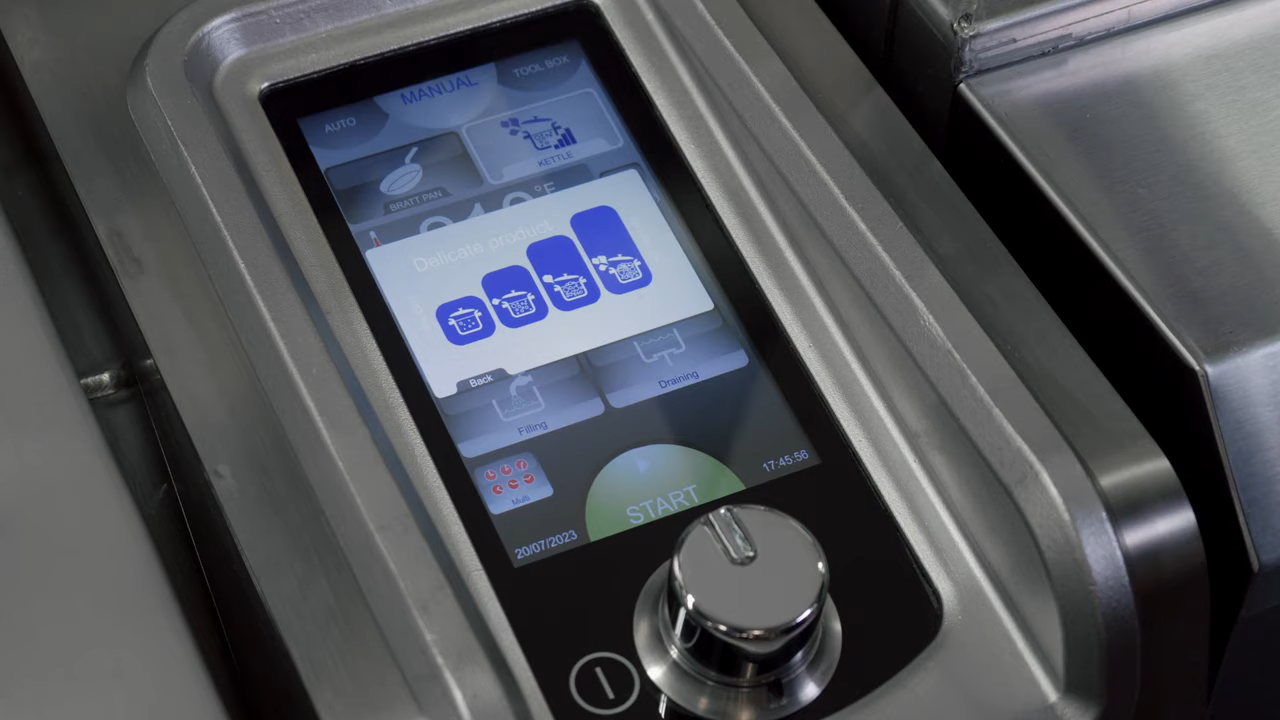 AUTO
MANUAL
TOOL BOX
BRATT PAN
KETTLE
°F
Delicate product
Back
Filling
Draining
Multi
START
20/07/2023
17:45:56